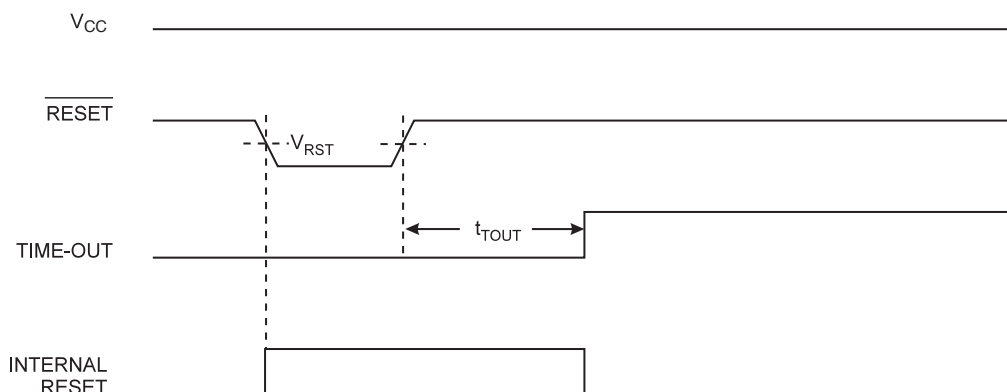 VCC
RESET
VRST
tTOUT
TIME-OUT
INTERNAL
RESET